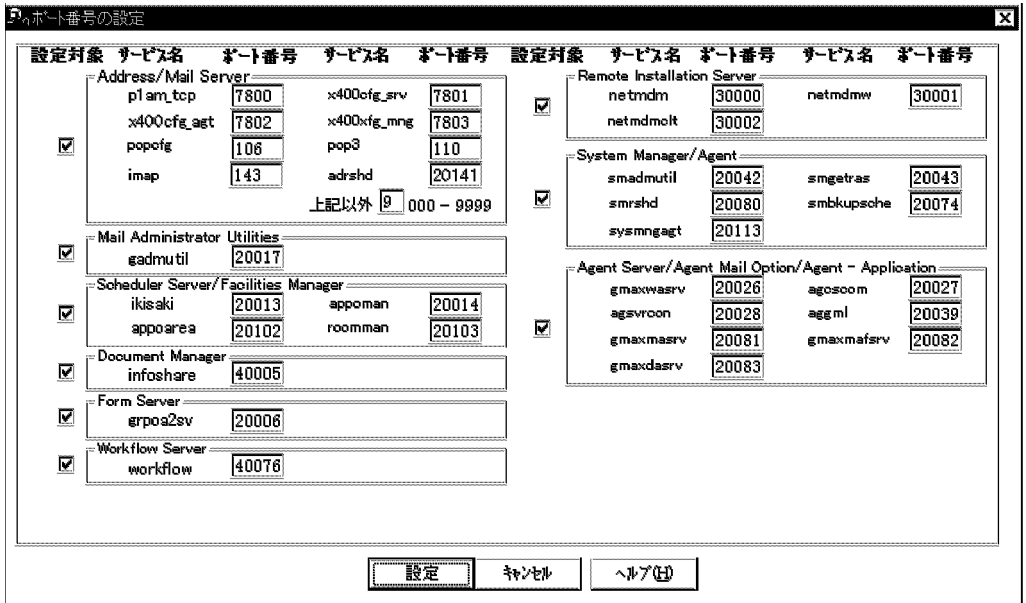 ポート番号の設定
設定対象 サービス名 ポート番号 サービス名 ポート番号 設定対象 サービス名 ポート番号 サービス名 ポート番号
Address/Mail Server
p1am_tcp 7800 x400cfg_srv 7801
x400cfg_agt 7802 x400xfg_mng 7803
popcfg 106 pop3 110
imap 143 adrshd 20141
上記以外 9 000 - 9999
Mail Administrator Utilities
gadmutil 20017
Scheduler Server/Facilities Manager
ikisaki 20013 appoman 20014
appoarea 20102 roomman 20103
Document Manager
infoshare 40005
Form Server
grpoa2sv 20006
Workflow Server
workflow 40076
Remote Installation Server
netmdm 30000 netmdmw 30001
netmdmclt 30002
System Manager/Agent
smadmutil 20042 smgetras 20043
smrshd 20080 smbkupsche 20074
sysmngagt 20113
Agent Server/Agent Mail Option/Agent - Application
gmaxwasrv 20026 agcscom 20027
agsvrcon 20028 aggml 20039
gmaxmasrv 20081 gmaxmafsrv 20082
gmaxdasrv 20083
設定 キャンセル ヘルプ(H)